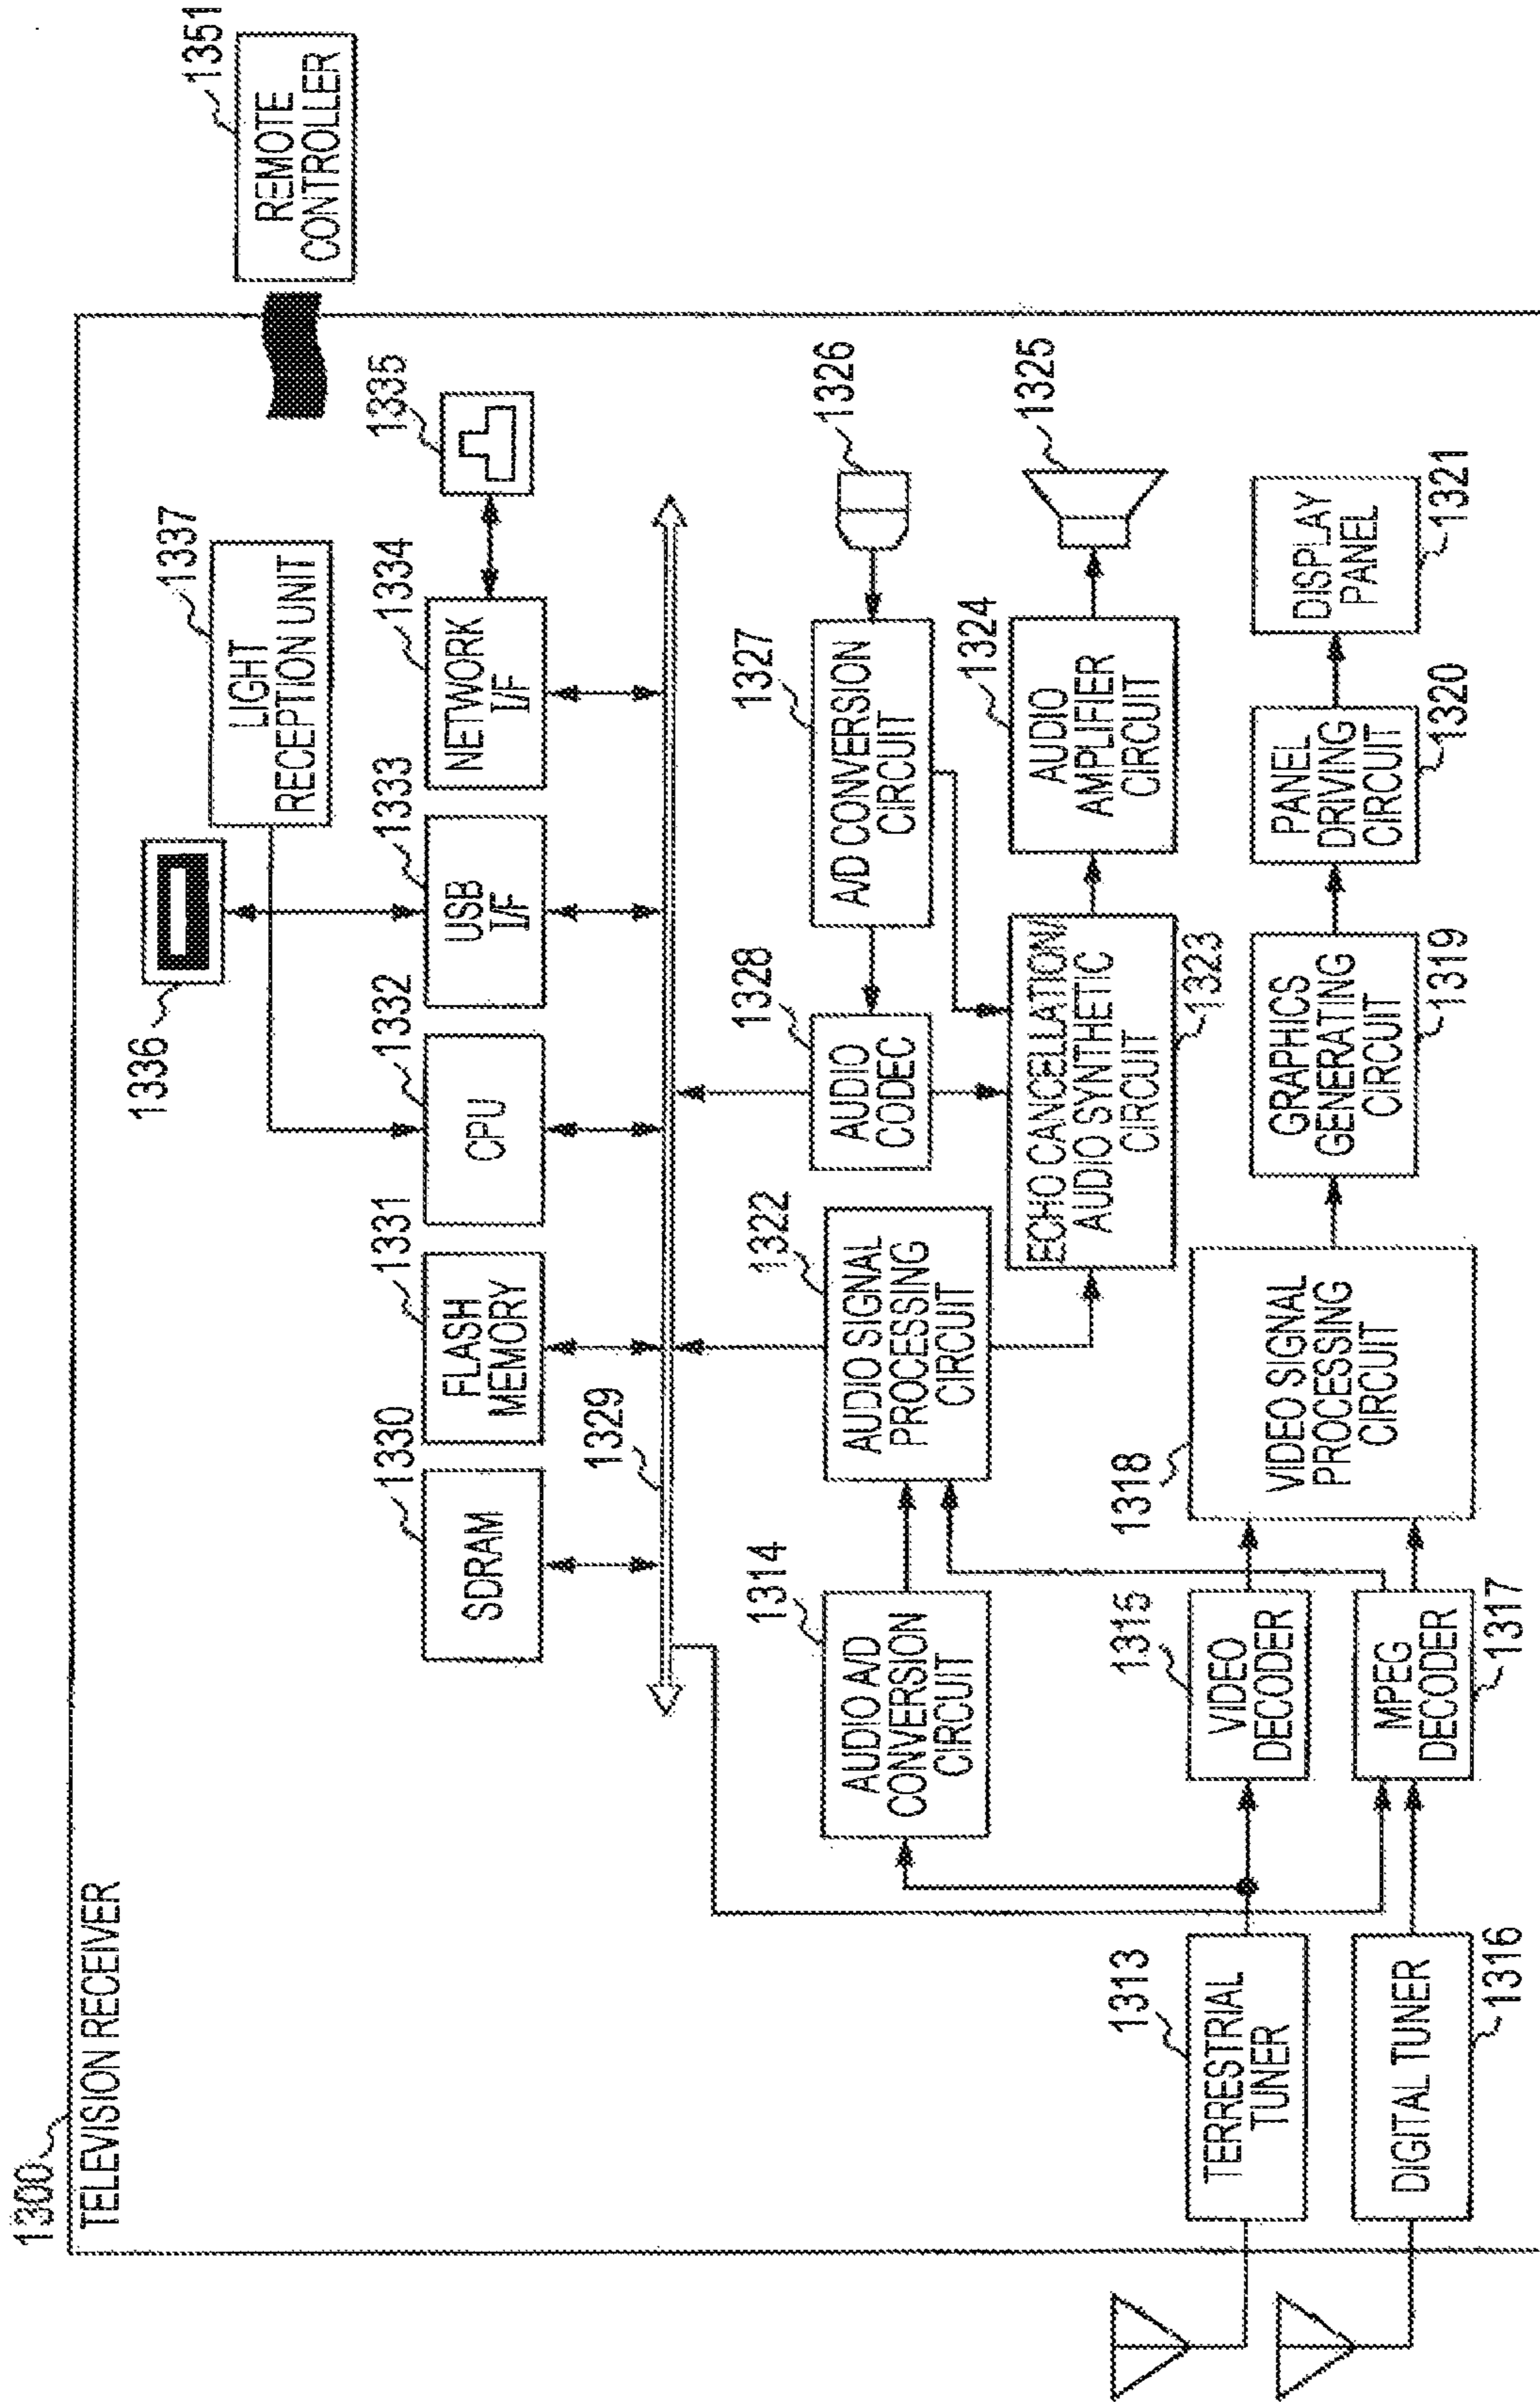 1300
TELEVISION RECEIVER
1351
REMOTE
CONTROLLER
1336
1337
LIGHT
RECEPTION UNIT
1330
SDRAM
1331
FLASH
MEMORY
1332
CPU
1333
USB
I/F
1334
NETWORK
I/F
1335
1329
1314
AUDIO A/D
CONVERSION
CIRCUIT
1322
AUDIO SIGNAL
PROCESSING
CIRCUIT
1328
AUDIO
CODEC
1327
A/D CONVERSION
CIRCUIT
1326
ECHO CANCELLATION/
AUDIO SYNTHETIC
CIRCUIT
1323
1324
AUDIO
AMPLIFIER
CIRCUIT
1325
1313
TERRESTRIAL
TUNER
1315
VIDEO
DECODER
1318
VIDEO SIGNAL
PROCESSING
CIRCUIT
GRAPHICS
GENERATING
CIRCUIT
1319
PANEL
DRIVING
CIRCUIT
1320
DISPLAY
PANEL
1321
DIGITAL TUNER
1316
MPEG
DECODER
1317